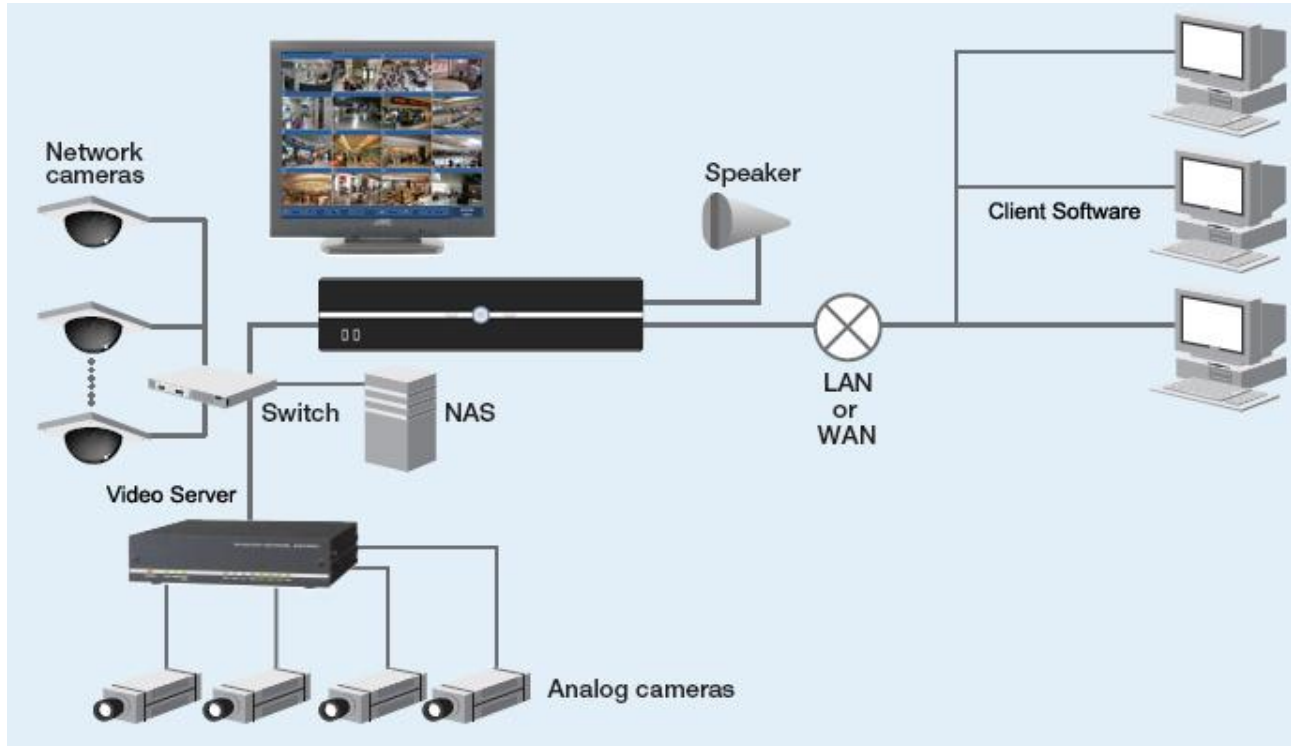 Network
cameras
Speaker
Client Software
LAN
or
WAN
Switch
NAS
Video Server
Analog cameras